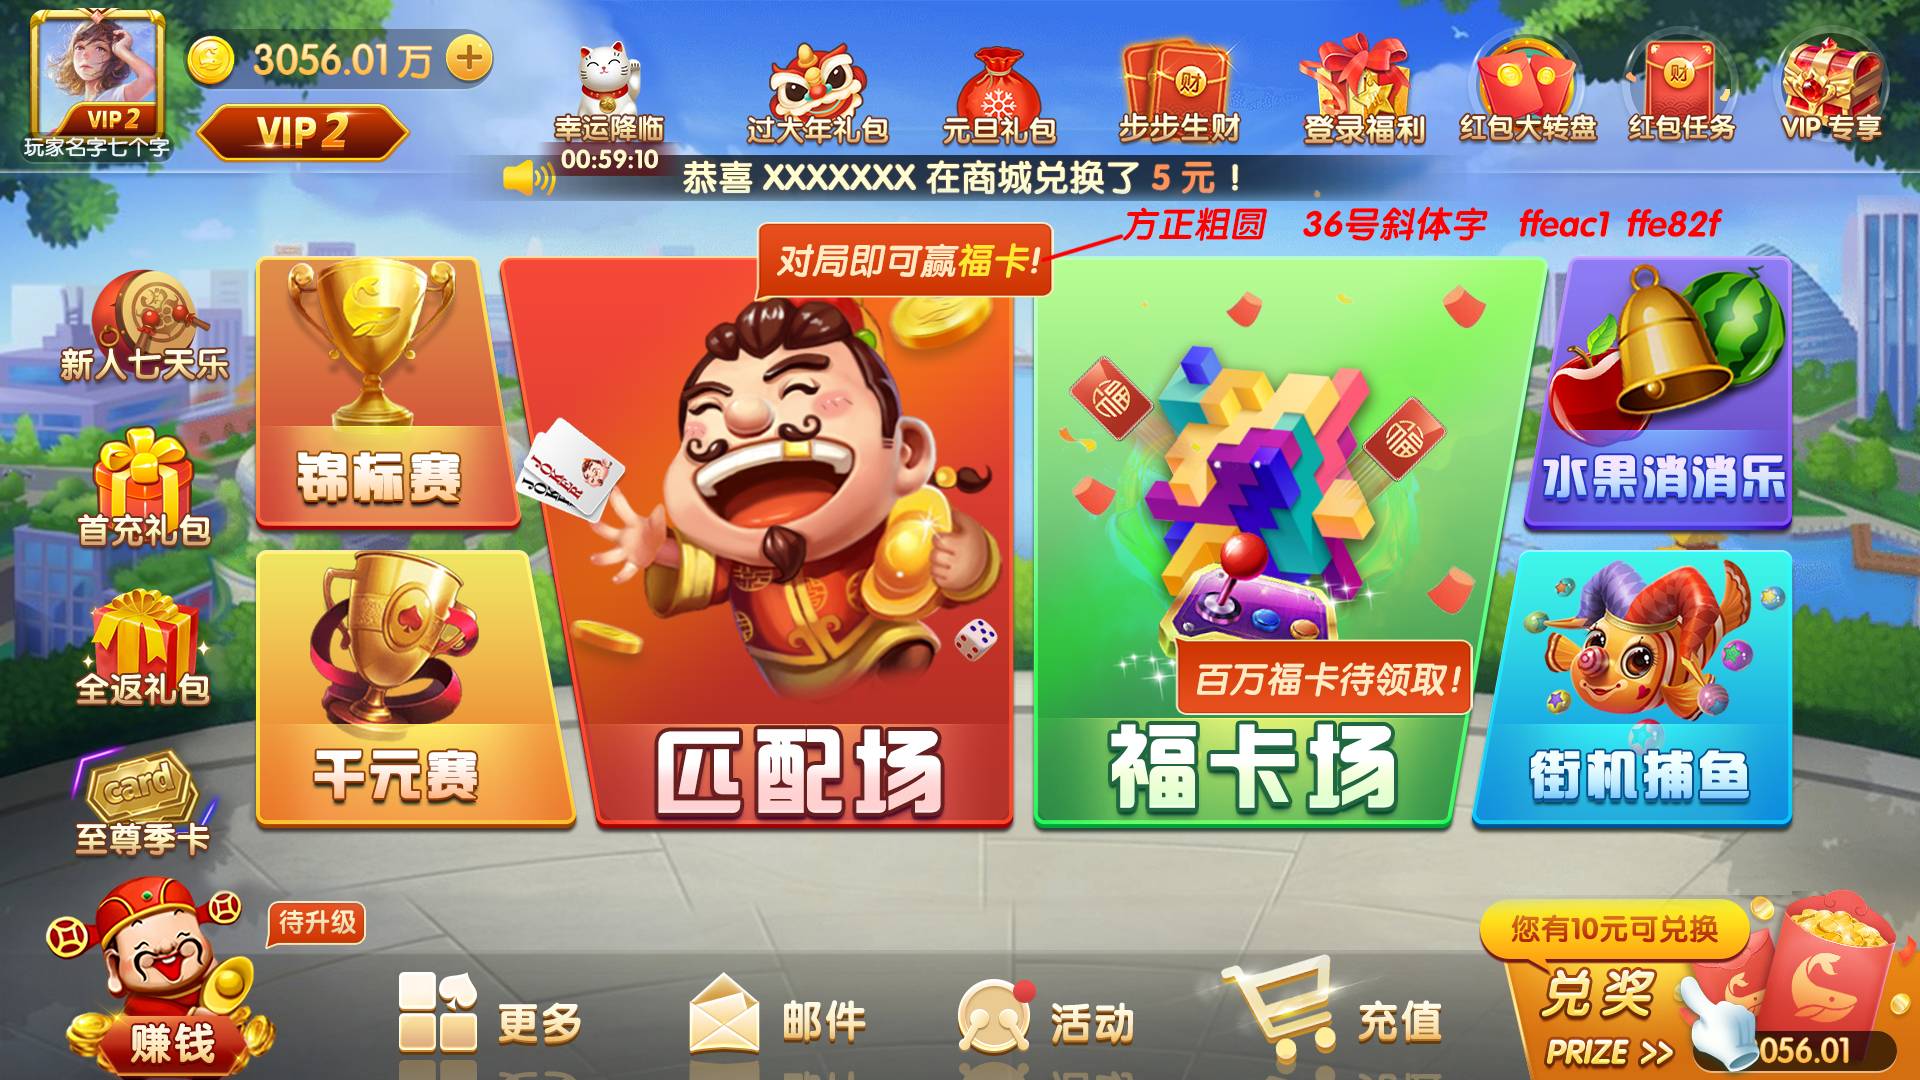 3056.01万
VIP 2
玩家名字七个字
VIP 2
幸运降临
00:59:10
过大年礼包
元旦礼包
财
步步生财
登录福利
红包大转盘
财
红包任务
VIP 专享
恭喜 XXXXXXX 在商城兑换了 5 元！
方正粗圆 36号斜体字 ffeac1 ffe82f
对局即可赢福卡!
新人七天乐
首充礼包
全返礼包
card
至尊季卡
锦标赛
千元赛
JOKER
JOKER
匹配场
福
福
百万福卡待领取!
福卡场
水果消消乐
街机捕鱼
待升级
赚钱
更多
邮件
活动
充值
您有10元可兑换
兑奖
PRIZE >>
056.01